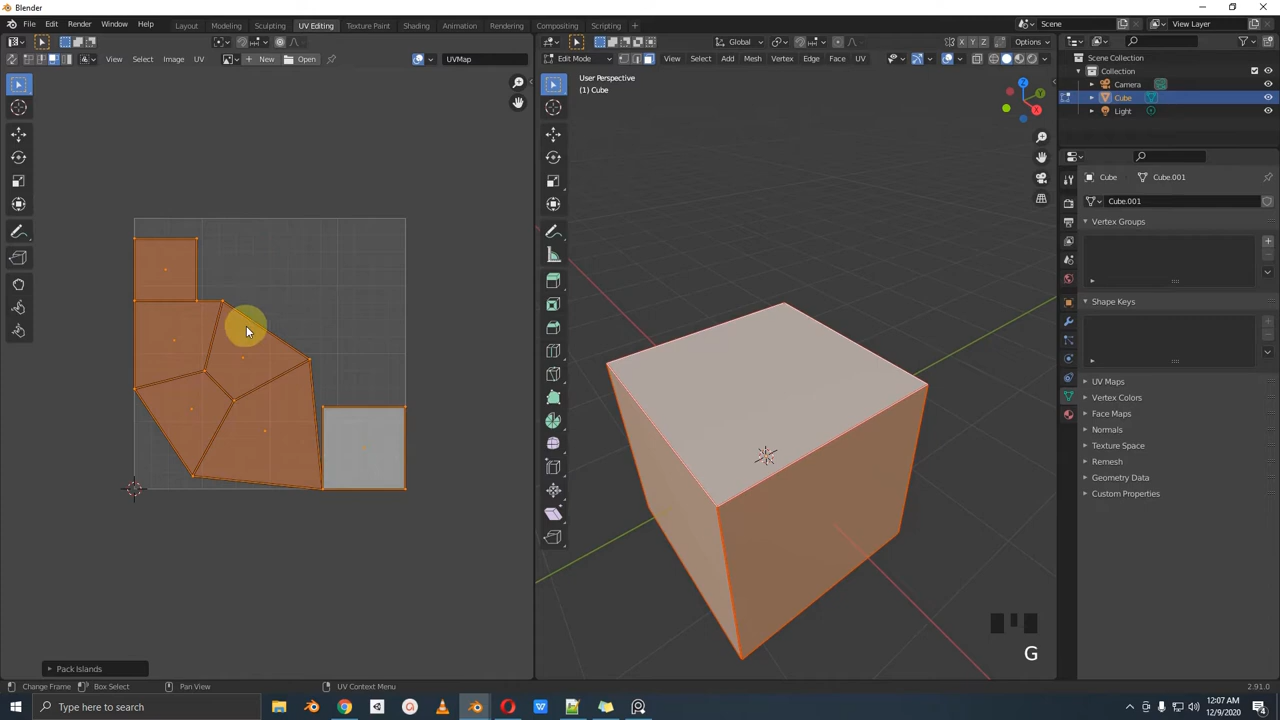 Blender
File Edit Render Window Help Layout Modeling Sculpting UV Editing Texture Paint Shading Animation Rendering Compositing Scripting + Scene View Layer
Global Options
View Select Image UV New Open UVMap Edit Mode View Select Add Mesh Vertex Edge Face UV X Y Z
User Perspective
(1) Cube
Scene Collection
Collection
Camera
Cube
Light
Cube Cube.001
Cube.001
Vertex Groups
Shape Keys
UV Maps
Vertex Colors
Face Maps
Normals
Texture Space
Remesh
Geometry Data
Custom Properties
Z
Y
X
G
Pack Islands
Change Frame Box Select Pan View UV Context Menu 2.91.0
Type here to search
12:07 AM
12/9/2020